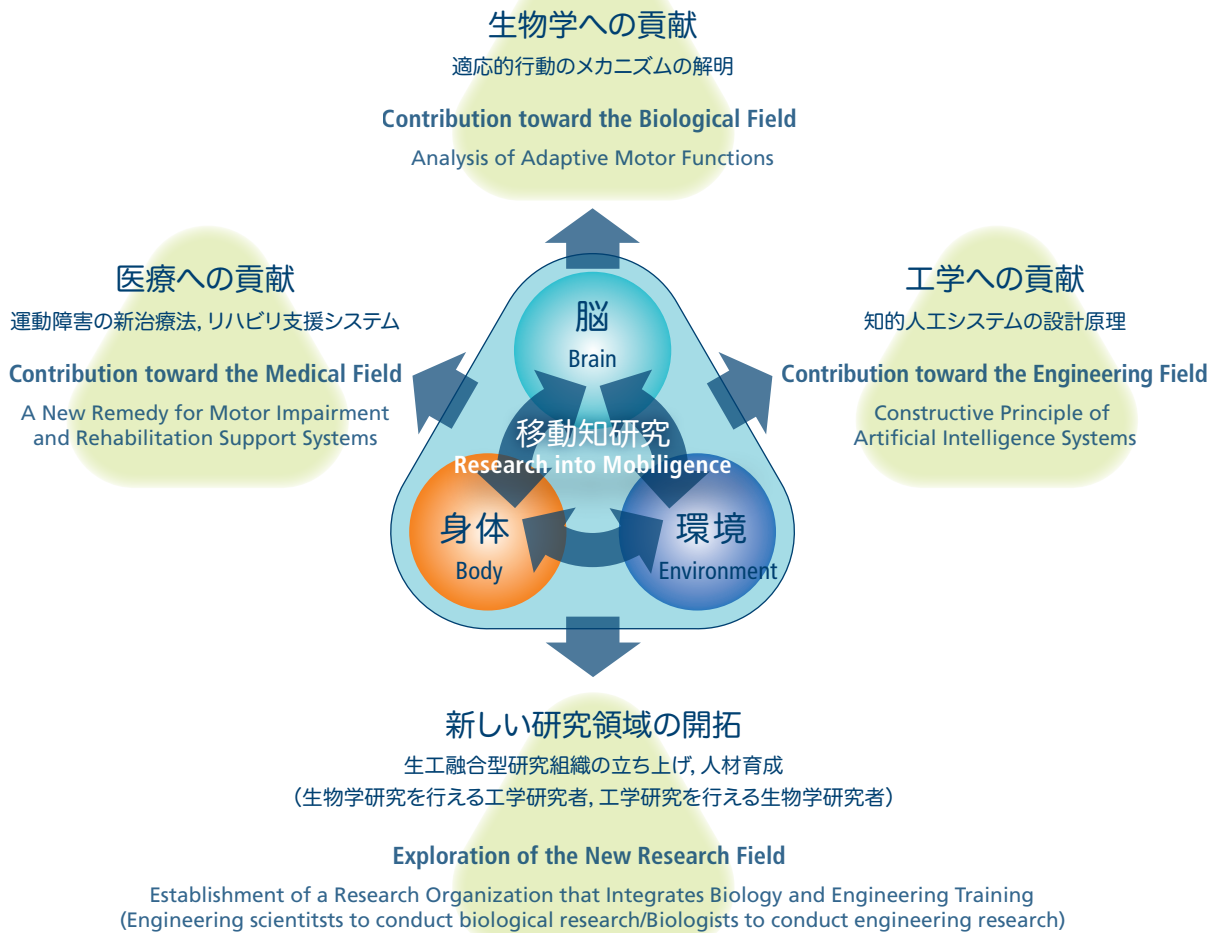 生物学への貢献
適応的行動のメカニズムの解明
Contribution toward the Biological Field
Analysis of Adaptive Motor Functions
医療への貢献
運動障害の新治療法, リハビリ支援システム
Contribution toward the Medical Field
A New Remedy for Motor Impairment
and Rehabilitation Support Systems
脳
Brain
移動知研究
Research into Mobiligence
身体
Body
環境
Environment
工学への貢献
知的人工システムの設計原理
Contribution toward the Engineering Field
Constructive Principle of
Artificial Intelligence Systems
新しい研究領域の開拓
生工融合型研究組織の立ち上げ, 人材育成
（生物学研究を行える工学研究者, 工学研究を行える生物学研究者）
Exploration of the New Research Field
Establishment of a Research Organization that Integrates Biology and Engineering Training
(Engineering scientitsts to conduct biological research/Biologists to conduct engineering research)